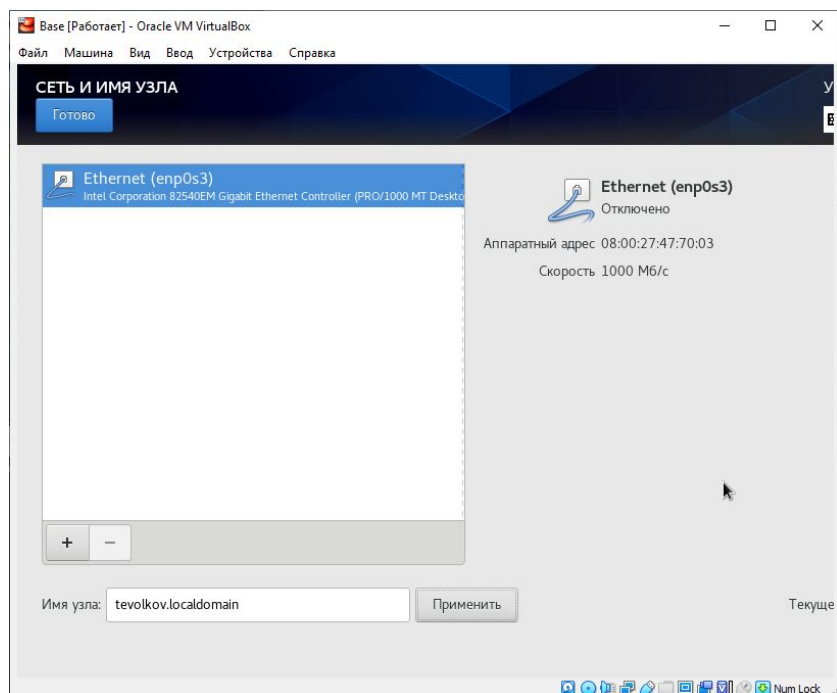 Base [Работает] - Oracle VM VirtualBox
Файл Машина Вид Ввод Устройства Справка
СЕТЬ И ИМЯ УЗЛА
У
Готово
Ethernet (enp0s3)
Intel Corporation 82540EM Gigabit Ethernet Controller (PRO/1000 MT Deskto
Ethernet (enp0s3)
Отключено
Аппаратный адрес 08:00:27:47:70:03
Скорость 1000 Мб/с
+ −
Имя узла: tevolkov.localdomain Применить Текуще
Num Lock